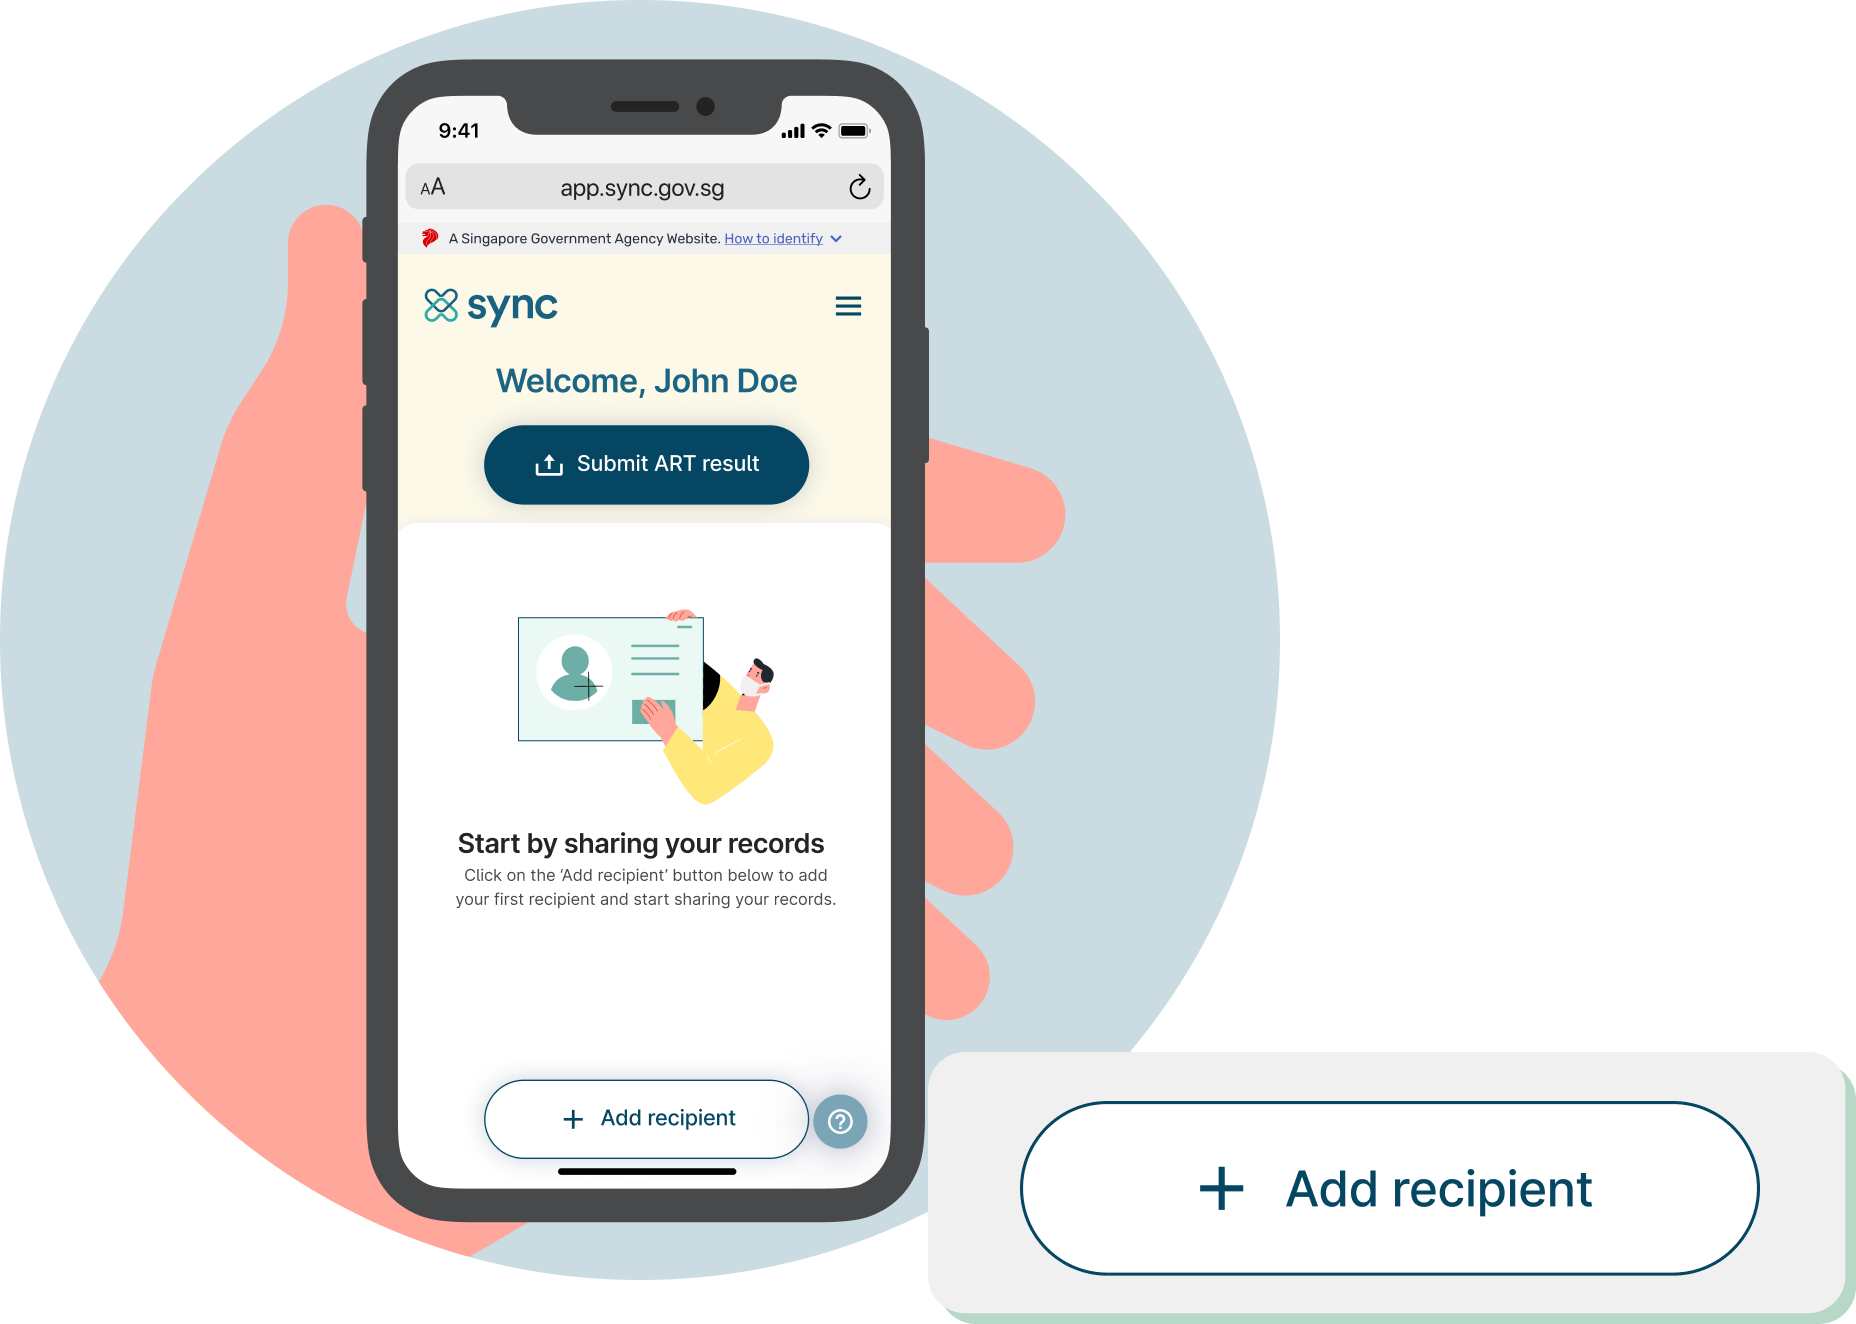 9:41
AA
app.sync.gov.sg
A Singapore Government Agency Website. How to identify
sync
Welcome, John Doe
Submit ART result
Start by sharing your records
Click on the ‘Add recipient’ button below to add
your first recipient and start sharing your records.
+ Add recipient
?
+ Add recipient